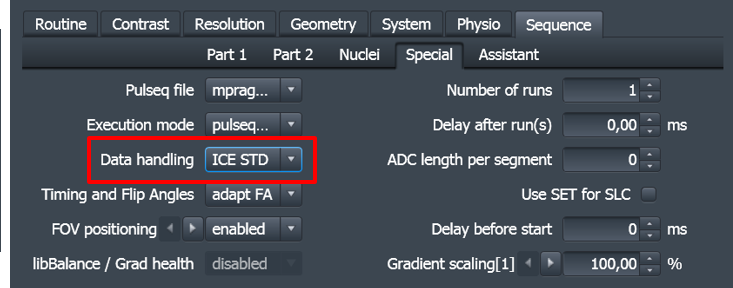 Routine Contrast Resolution Geometry System Physio Sequence
Part 1 Part 2 Nuclei Special Assistant
Pulseq file mprag... Number of runs 1
Execution mode pulseq... Delay after run(s) 0,00 ms
Data handling ICE STD ADC length per segment 0
Timing and Flip Angles adapt FA Use SET for SLC
FOV positioning enabled Delay before start 0 ms
libBalance / Grad health disabled Gradient scaling[1] 100,00 %